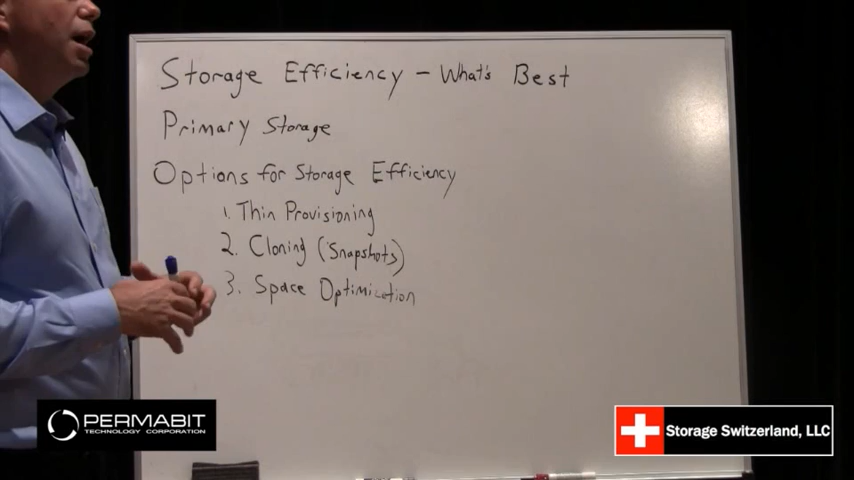 Storage Efficiency - What's Best
Primary Storage
Options for Storage Efficiency
1. Thin Provisioning
2. Cloning (Snapshots)
3. Space Optimization
PERMABIT
TECHNOLOGY CORPORATION
Storage Switzerland, LLC